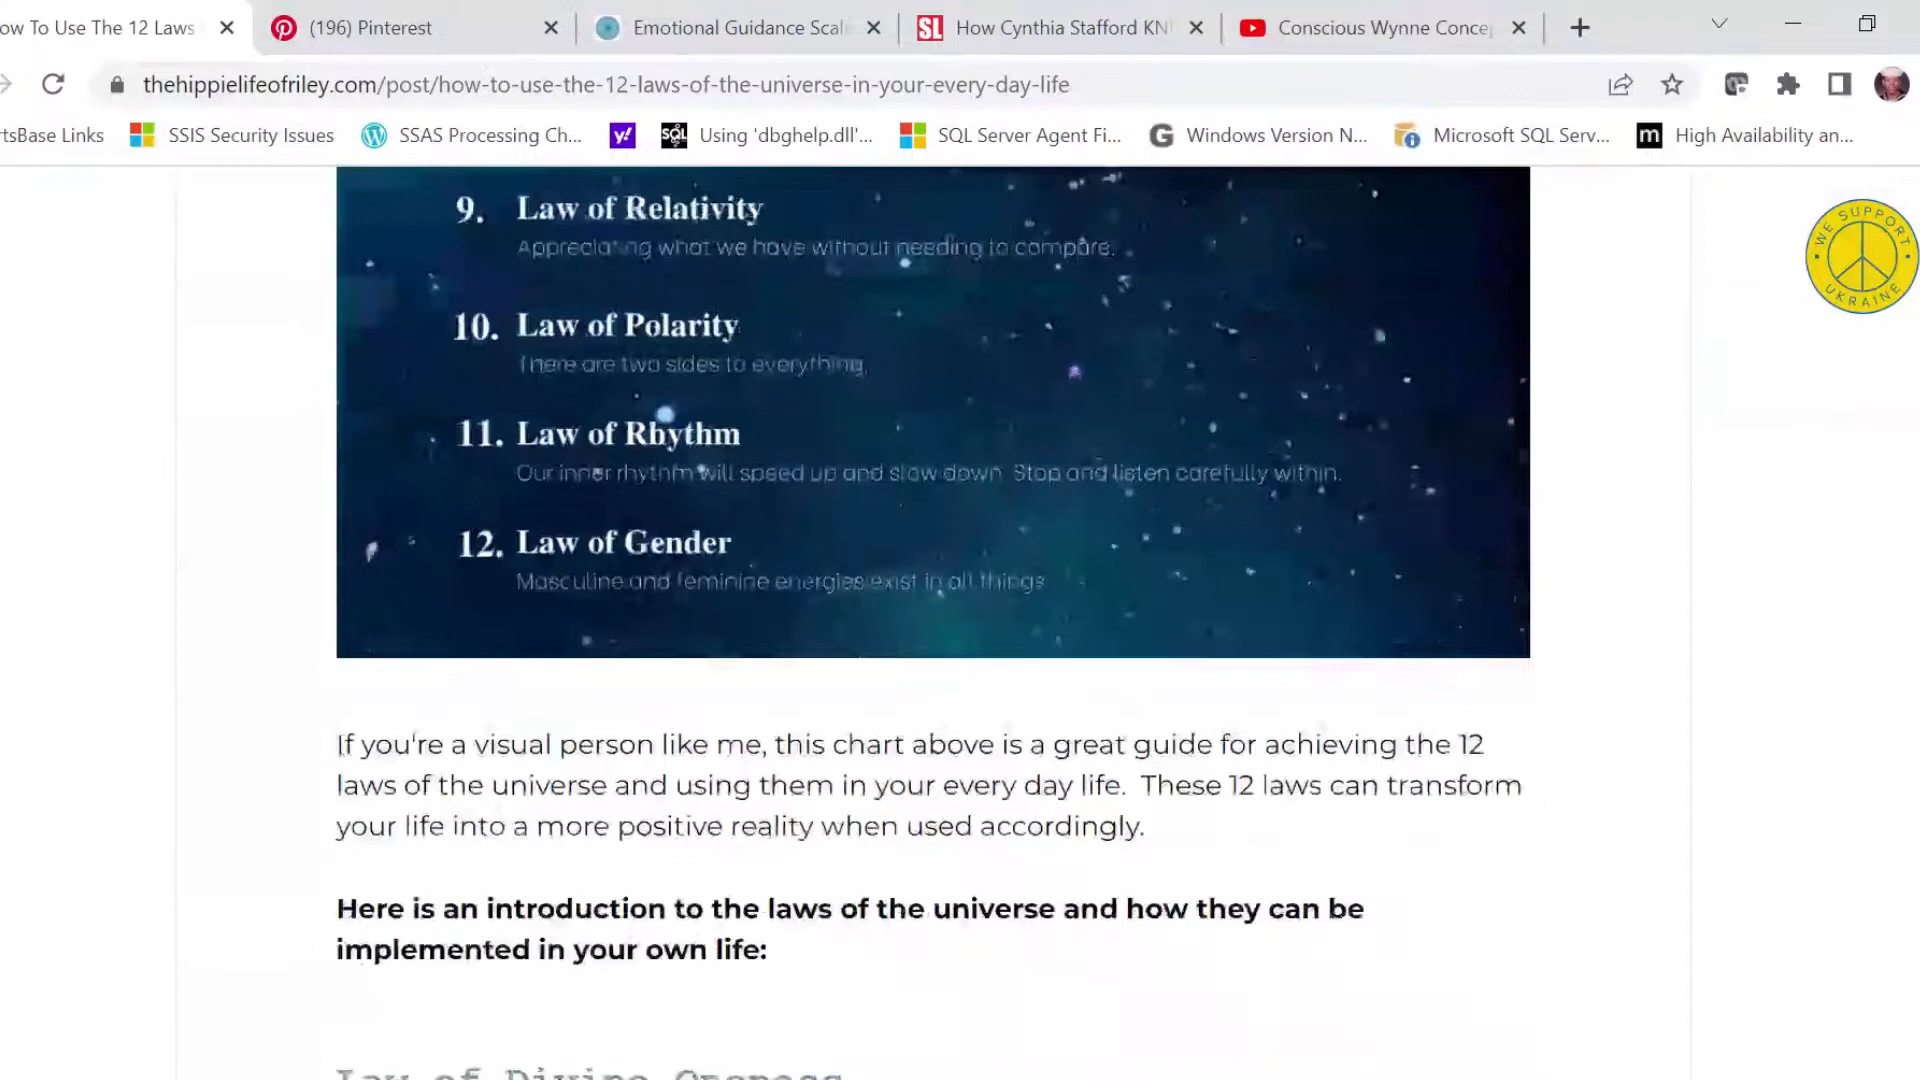 ow To Use The 12 Laws
(196) Pinterest
Emotional Guidance Scal
How Cynthia Stafford KN
Conscious Wynne Conce
thehippielifeofriley.com/post/how-to-use-the-12-laws-of-the-universe-in-your-every-day-life
rtsBase Links
SSIS Security Issues
SSAS Processing Ch...
y!
SQL
Using 'dbghelp.dll'...
SQL Server Agent Fi...
G
Windows Version N...
Microsoft SQL Serv...
m
High Availability an...
WE SUPPORT
UKRAINE
9. Law of Relativity
Appreciating what we have without needing to compare.
10. Law of Polarity
There are two sides to everything.
11. Law of Rhythm
Our inner rhythm will speed up and slow down. Stop and listen carefully within.
12. Law of Gender
Masculine and feminine energies exist in all things
If you're a visual person like me, this chart above is a great guide for achieving the 12
laws of the universe and using them in your every day life. These 12 laws can transform
your life into a more positive reality when used accordingly.
Here is an introduction to the laws of the universe and how they can be
implemented in your own life:
Law of Divine Oneness